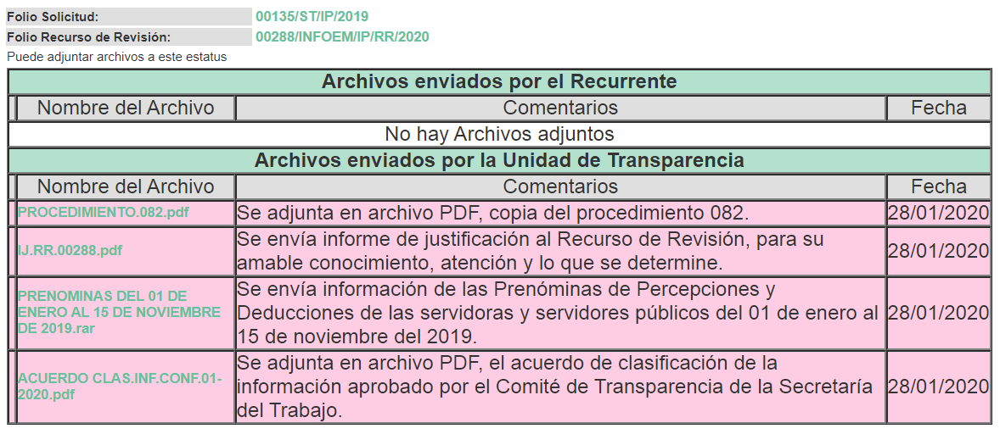 Folio Solicitud: 00135/ST/IP/2019
Folio Recurso de Revisión: 00288/INFOEM/IP/RR/2020
Puede adjuntar archivos a este estatus
Archivos enviados por el Recurrente
Nombre del Archivo Comentarios Fecha
No hay Archivos adjuntos
Archivos enviados por la Unidad de Transparencia
Nombre del Archivo Comentarios Fecha
PROCEDIMIENTO.082.pdf Se adjunta en archivo PDF, copia del procedimiento 082. 28/01/2020
IJ.RR.00288.pdf
Se envía informe de justificación al Recurso de Revisión, para su
amable conocimiento, atención y lo que se determine.
28/01/2020
PRENOMINAS DEL 01 DE
ENERO AL 15 DE NOVIEMBRE
DE 2019.rar
Se envía información de las Prenóminas de Percepciones y
Deducciones de las servidoras y servidores públicos del 01 de enero al
15 de noviembre del 2019.
28/01/2020
ACUERDO CLAS.INF.CONF.01-
2020.pdf
Se adjunta en archivo PDF, el acuerdo de clasificación de la
información aprobado por el Comité de Transparencia de la Secretaría
del Trabajo.
28/01/2020